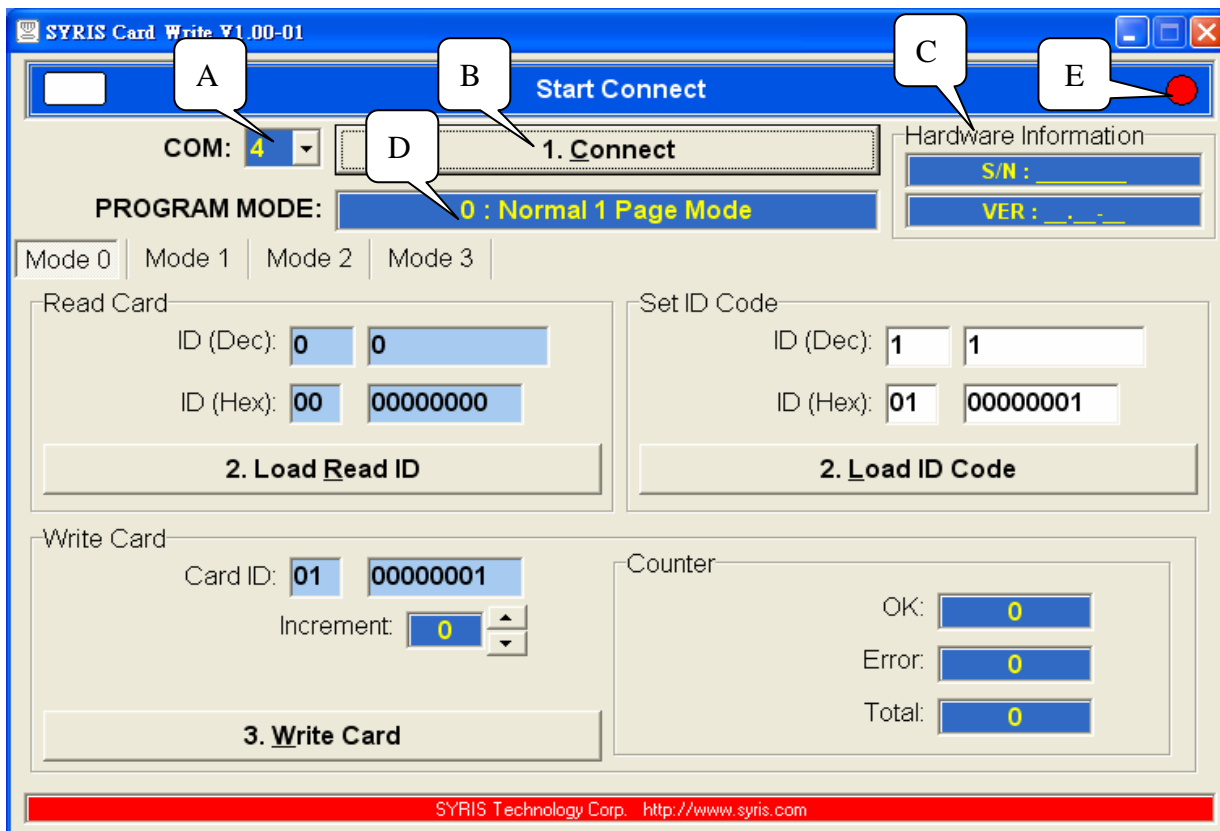 SYRIS Card Write V1.00-01
A
B
C
E
Start Connect
COM: 4
D
1. Connect
Hardware Information
S/N : _______
PROGRAM MODE: 0 : Normal 1 Page Mode
VER : __.__-__
Mode 0 Mode 1 Mode 2 Mode 3
Read Card
ID (Dec): 0 0
ID (Hex): 00 00000000
2. Load Read ID
Set ID Code
ID (Dec): 1 1
ID (Hex): 01 00000001
2. Load ID Code
Write Card
Card ID: 01 00000001
Increment: 0
3. Write Card
Counter
OK: 0
Error: 0
Total: 0
SYRIS Technology Corp. http://www.syris.com